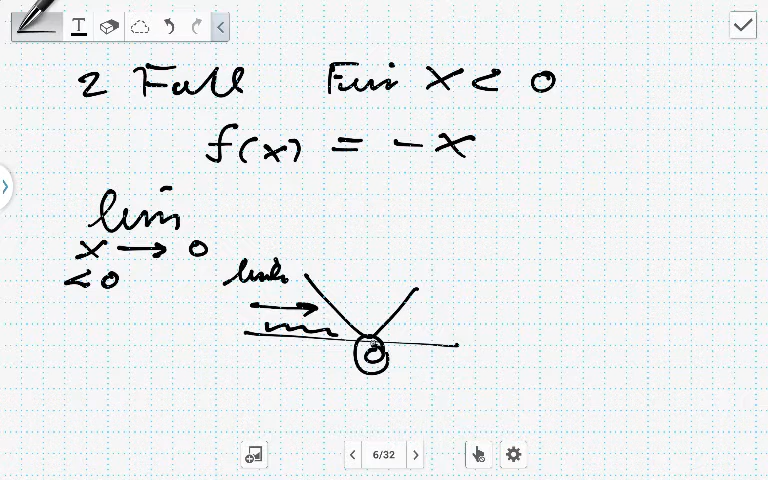 T
2 Fall Für x < 0
f(x) = - x
lim
x → 0
< 0
links
0
6/32